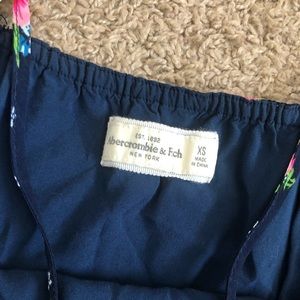 EST. 1892
Abercrombie & Fitch
NEW YORK
XS
MADE
IN CHINA